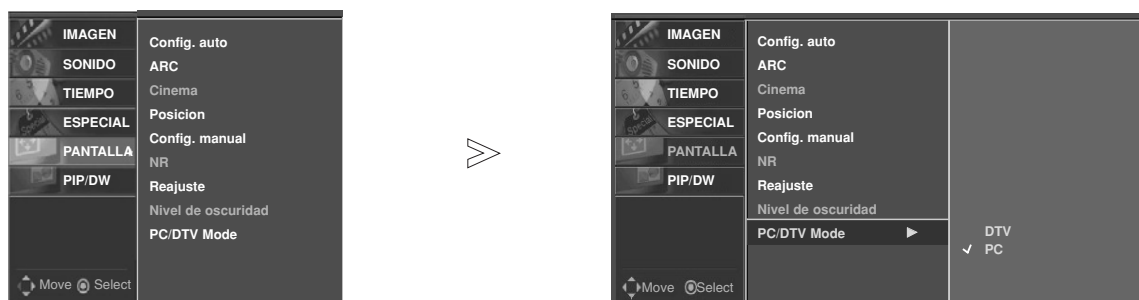 IMAGEN
SONIDO
TIEMPO
ESPECIAL
PANTALLA
PIP/DW
Move Select
Config. auto
ARC
Cinema
Posicion
Config. manual
NR
Reajuste
Nivel de oscuridad
PC/DTV Mode
IMAGEN
SONIDO
TIEMPO
ESPECIAL
PANTALLA
PIP/DW
Move Select
Config. auto
ARC
Cinema
Posicion
Config. manual
NR
Reajuste
Nivel de oscuridad
PC/DTV Mode
DTV
PC